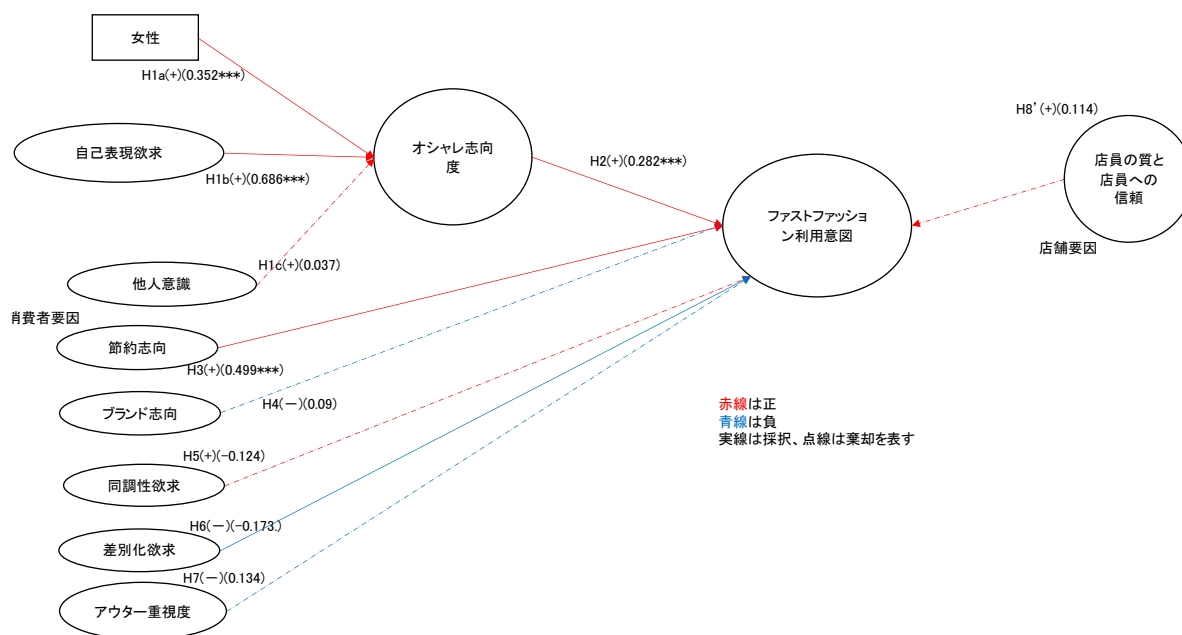 女性
H1a(+)(0.352***)
自己表現欲求
H1b(+)(0.686***)
オシャレ志向
度
H2(+)(0.282***)
H8’(+)(0.114)
店員の質と
店員への
信頼
店舗要因
ファストファッショ
ン利用意図
他人意識
H1c(+)(0.037)
消費者要因
節約志向
H3(+)(0.499***)
ブランド志向
H4(ー)(0.09)
赤線は正
青線は負
実線は採択、点線は棄却を表す
H5(+)(-0.124)
同調性欲求
H6(ー)(-0.173.)
差別化欲求
H7(ー)(0.134)
アウター重視度